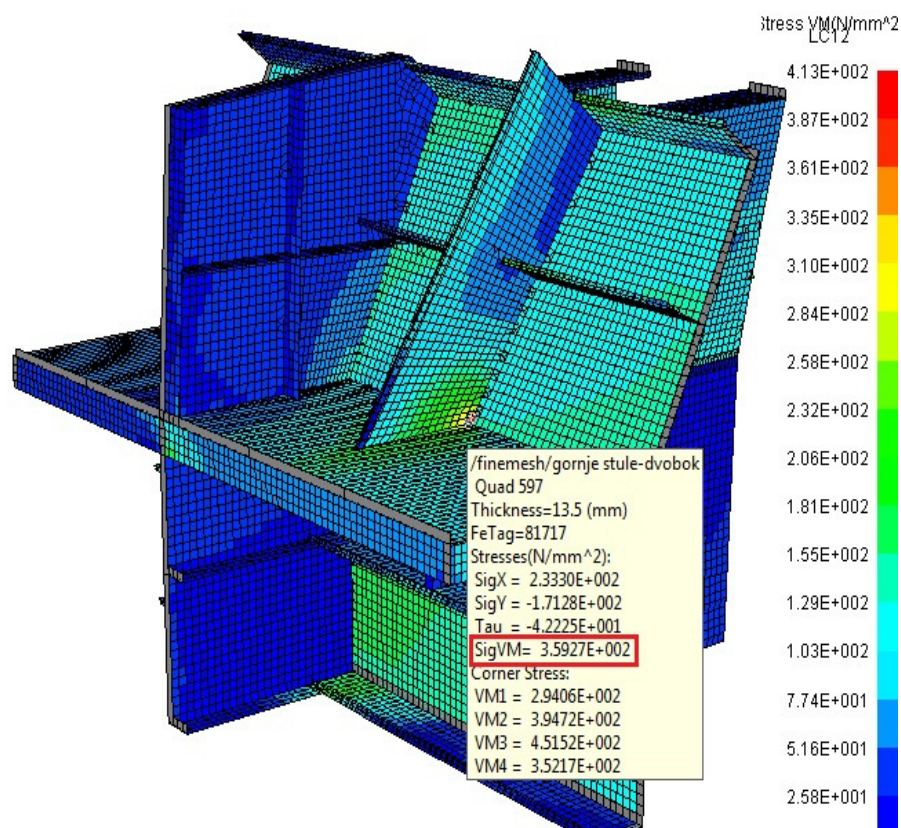 Stress VM(N/mm^2
LC12
4.13E+002
3.87E+002
3.61E+002
3.35E+002
3.10E+002
2.84E+002
2.58E+002
2.32E+002
2.06E+002
1.81E+002
1.55E+002
1.29E+002
1.03E+002
7.74E+001
5.16E+001
2.58E+001
/finemesh/gornje stule-dvobok
Quad 597
Thickness=13.5 (mm)
FeTag=81717
Stresses(N/mm^2):
SigX = 2.3330E+002
SigY = -1.7128E+002
Tau = -4.2225E+001
SigVM= 3.5927E+002
Corner Stress:
VM1 = 2.9406E+002
VM2 = 3.9472E+002
VM3 = 4.5152E+002
VM4 = 3.5217E+002